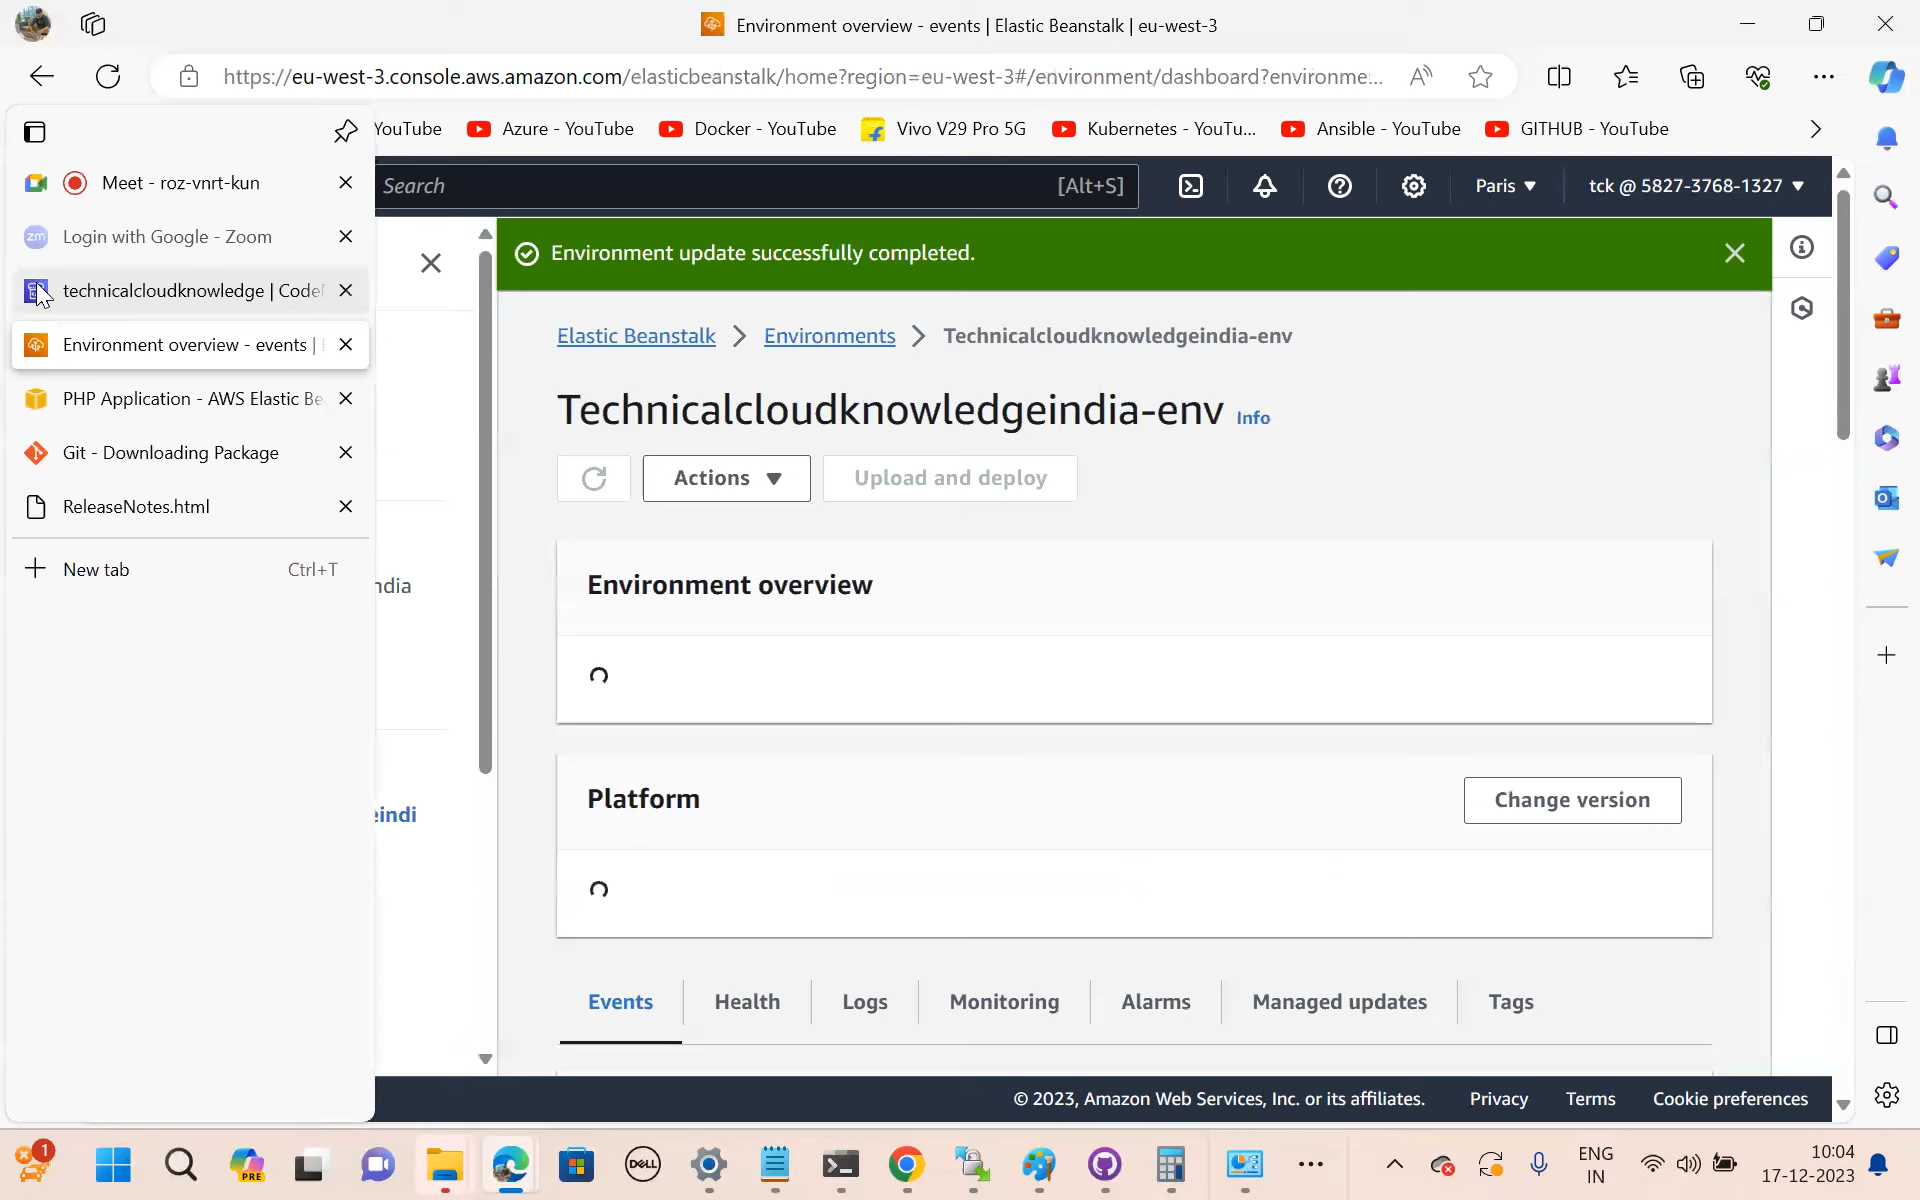 Environment overview - events | Elastic Beanstalk | eu-west-3
https://eu-west-3.console.aws.amazon.com/elasticbeanstalk/home?region=eu-west-3#/environment/dashboard?environme...
YouTube
Azure - YouTube
Docker - YouTube
Vivo V29 Pro 5G
Kubernetes - YouTu...
Ansible - YouTube
GITHUB - YouTube
Meet - roz-vnrt-kun
zm Login with Google - Zoom
technicalcloudknowledge | Code
Environment overview - events |
PHP Application - AWS Elastic Be
Git - Downloading Package
ReleaseNotes.html
New tab Ctrl+T
Search [Alt+S]
Paris
tck @ 5827-3768-1327
Environment update successfully completed.
Elastic Beanstalk
Environments
Technicalcloudknowledgeindia-env
Technicalcloudknowledgeindia-env Info
Actions
Upload and deploy
ndia
eindi
Environment overview
Platform
Change version
Events
Health
Logs
Monitoring
Alarms
Managed updates
Tags
© 2023, Amazon Web Services, Inc. or its affiliates.
Privacy
Terms
Cookie preferences
1
PRE
DELL
ENG
IN
10:04
17-12-2023